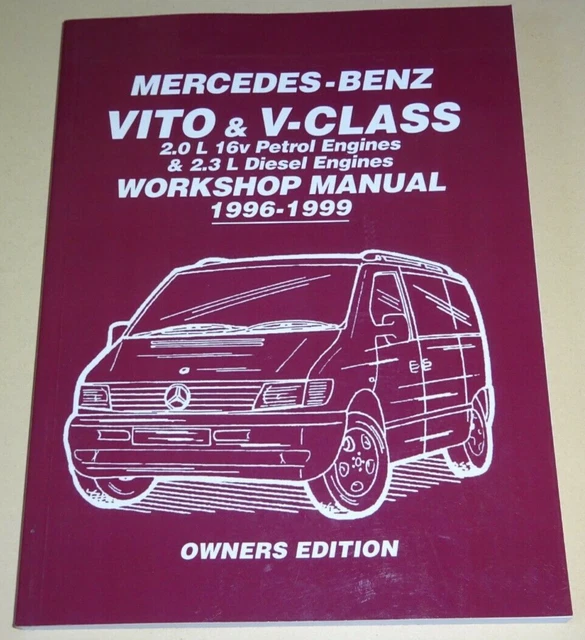 MERCEDES-BENZ
VITO & V-CLASS
2.0 L 16v Petrol Engines
& 2.3 L Diesel Engines
WORKSHOP MANUAL
1996-1999
OWNERS EDITION